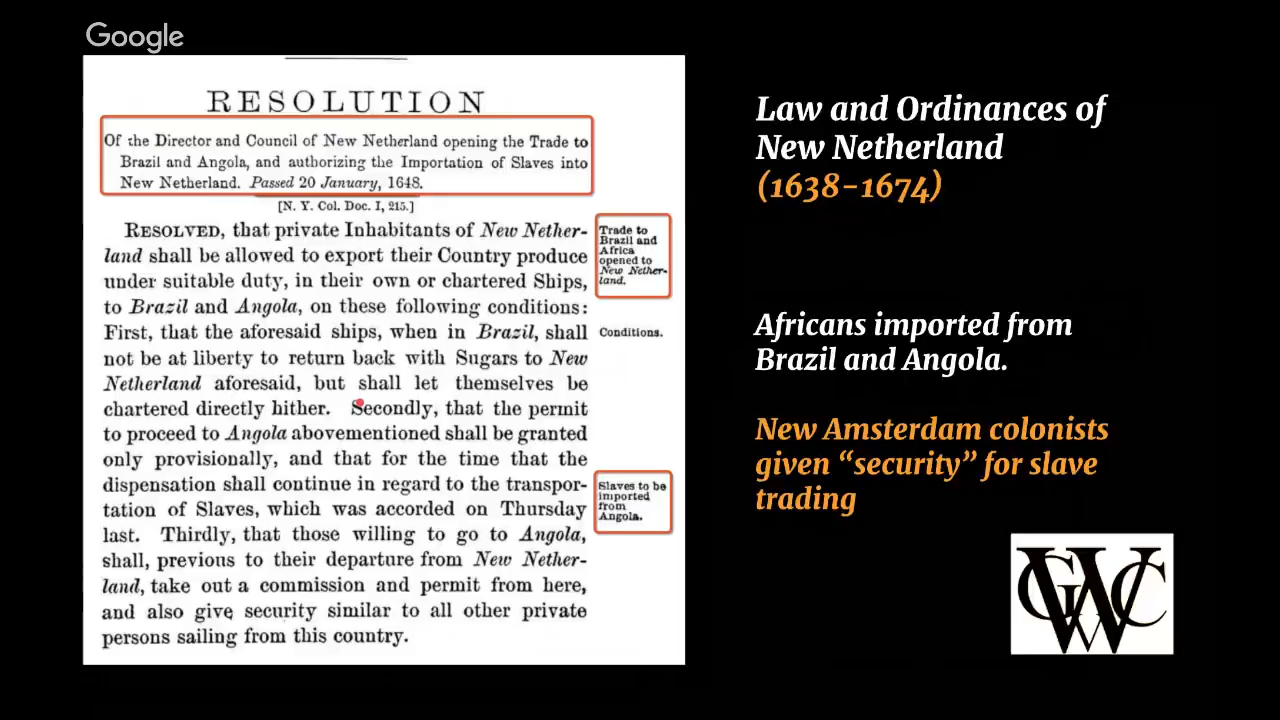 Google
RESOLUTION
Of the Director and Council of New Netherland opening the Trade to
Brazil and Angola, and authorizing the Importation of Slaves into
New Netherland. Passed 20 January, 1648.
[N. Y. Col. Doc. I, 215.]
RESOLVED, that private Inhabitants of New Nether-
land shall be allowed to export their Country produce
under suitable duty, in their own or chartered Ships,
to Brazil and Angola, on these following conditions:
First, that the aforesaid ships, when in Brazil, shall
not be at liberty to return back with Sugars to New
Netherland aforesaid, but shall let themselves be
chartered directly hither. Secondly, that the permit
to proceed to Angola abovementioned shall be granted
only provisionally, and that for the time that the
dispensation shall continue in regard to the transpor-
tation of Slaves, which was accorded on Thursday
last. Thirdly, that those willing to go to Angola,
shall, previous to their departure from New Nether-
land, take out a commission and permit from here,
and also give security similar to all other private
persons sailing from this country.
Trade to
Brazil and
Africa
opened to
New Nether-
land.
Conditions.
Slaves to be
imported
from
Angola.
Law and Ordinances of
New Netherland
(1638-1674)
Africans imported from
Brazil and Angola.
New Amsterdam colonists
given “security” for slave
trading
GWC